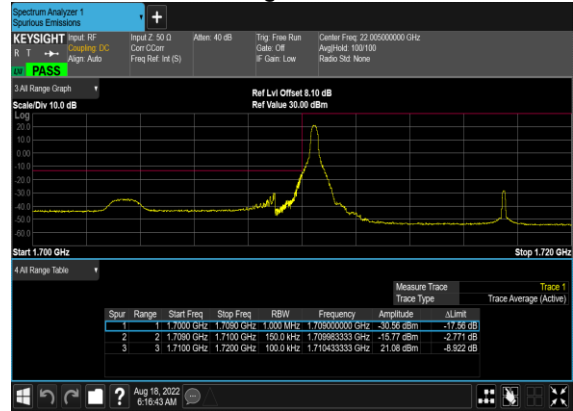 Spectrum Analyzer 1
Spurious Emissions
+
KEYSIGHT Input: RF Input Z: 50 Ω Atten: 40 dB Trig: Free Run Center Freq: 22.005000000 GHz
R T Coupling: DC Corr CCorr Gate: Off Avg|Hold: 100/100
Align: Auto Freq Ref: Int (S) IF Gain: Low Radio Std: None
PASS
3 All Range Graph
Ref Lvl Offset 8.10 dB
Scale/Div 10.0 dB Ref Value 30.00 dBm
Log
20.0
10.0
0.00
-10.0
-20.0
-30.0
-40.0
-50.0
-60.0
Start 1.700 GHz Stop 1.720 GHz
4 All Range Table
Measure Trace Trace 1
Trace Type Trace Average (Active)
Spur Range Start Freq Stop Freq RBW Frequency Amplitude ΔLimit
1 1 1.7000 GHz 1.7090 GHz 1.000 MHz 1.709000000 GHz -30.56 dBm -17.56 dB
2 2 1.7090 GHz 1.7100 GHz 150.0 kHz 1.709983333 GHz -15.77 dBm -2.771 dB
3 3 1.7100 GHz 1.7200 GHz 100.0 kHz 1.710433333 GHz 21.08 dBm -8.922 dB
?
Aug 18, 2022
6:16:43 AM